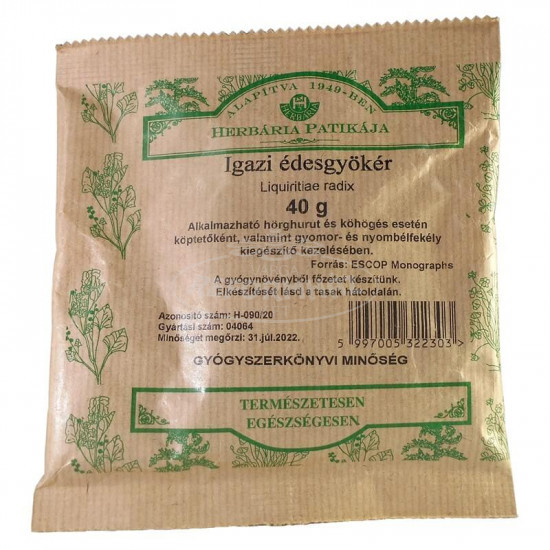 ALAPÍTVA 1949-BEN
HERBÁRIA
HERBÁRIA PATIKÁJA
Igazi édesgyökér
Liquiritiae radix
40 g
Alkalmazható hörghurut és köhögés esetén
köptetőként, valamint gyomor- és nyombélfekély
kiegészítő kezelésében.
Forrás: ESCOP Monographs
A gyógynövényből főzetet készítünk.
Elkészítését lásd a tasak hátoldalán.
Azonosító szám: H-090/20
Gyártási szám: 04064
Minőségét megőrzi: 31.júl.2022.
5 997005 322303 >
GYÓGYSZERKÖNYVI MINŐSÉG
TERMÉSZETESEN
EGÉSZSÉGESEN